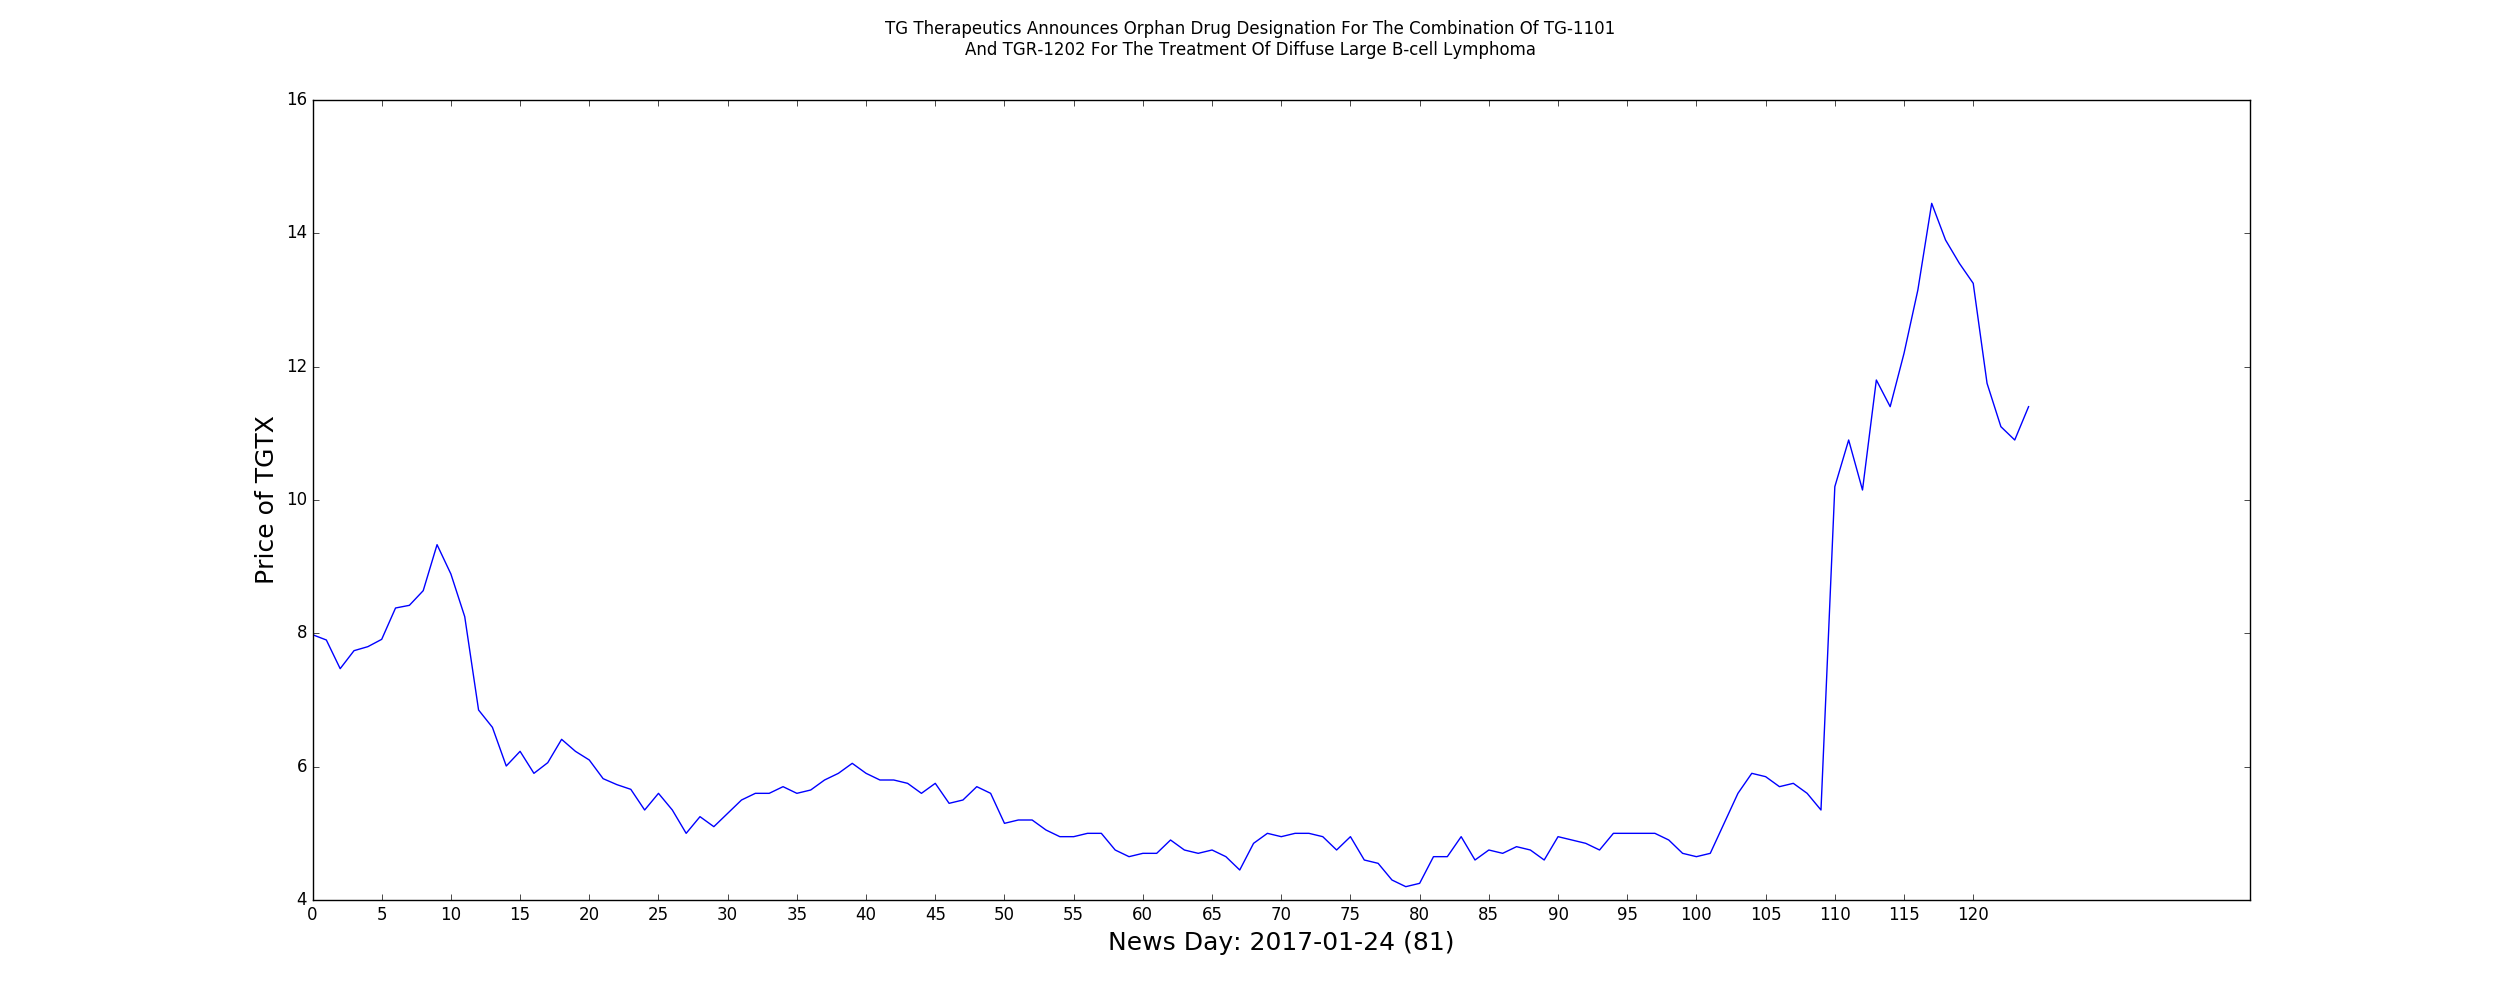 TG Therapeutics Announces Orphan Drug Designation For The Combination Of TG-1101
And TGR-1202 For The Treatment Of Diffuse Large B-cell Lymphoma
16
14
12
10
8
6
4
Price of TGTX
0 5 10 15 20 25 30 35 40 45 50 55 60 65 70 75 80 85 90 95 100 105 110 115 120
News Day: 2017-01-24 (81)